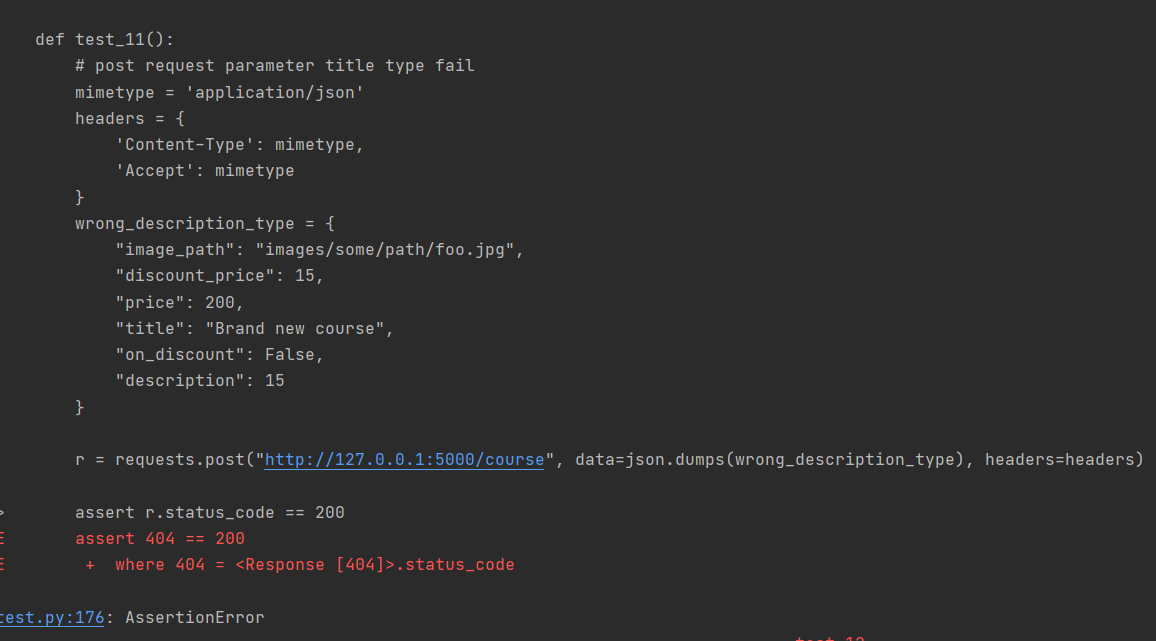 def test_11():
# post request parameter title type fail
mimetype = 'application/json'
headers = {
'Content-Type': mimetype,
'Accept': mimetype
}
wrong_description_type = {
"image_path": "images/some/path/foo.jpg",
"discount_price": 15,
"price": 200,
"title": "Brand new course",
"on_discount": False,
"description": 15
}
r = requests.post("http://127.0.0.1:5000/course", data=json.dumps(wrong_description_type), headers=headers)
> assert r.status_code == 200
E assert 404 == 200
E + where 404 = <Response [404]>.status_code
test.py:176: AssertionError